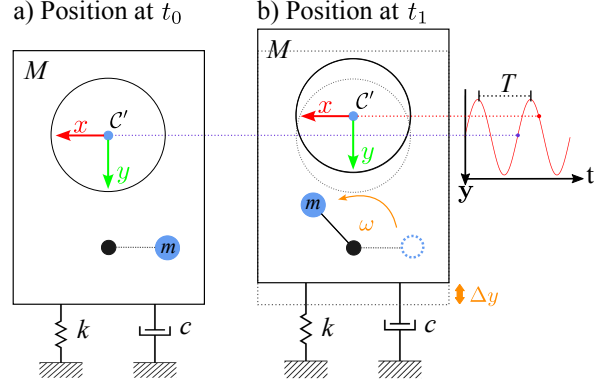 a) Position at t₀
b) Position at t₁
M
C′
x
y
m
k
c
M
C′
x
y
m
ω
Δy
k
c
T
t
y